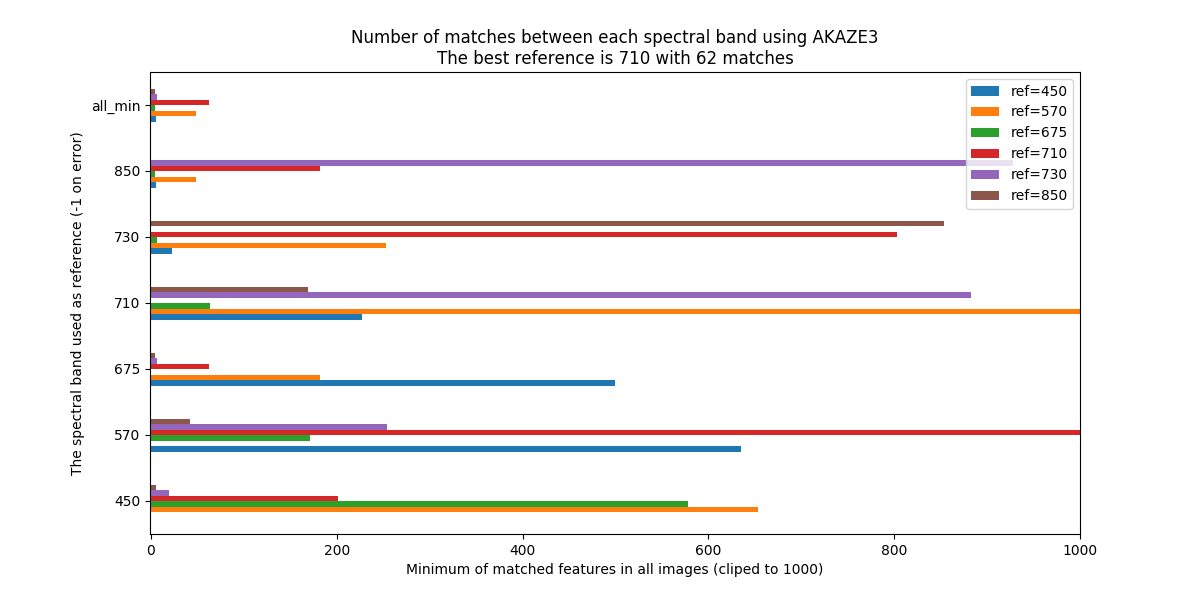 Number of matches between each spectral band using AKAZE3
The best reference is 710 with 62 matches
The spectral band used as reference (-1 on error)
all_min
850
730
710
675
570
450
ref=450
ref=570
ref=675
ref=710
ref=730
ref=850
0 200 400 600 800 1000
Minimum of matched features in all images (cliped to 1000)